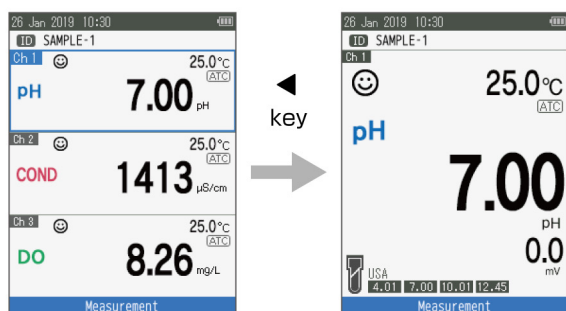 26 Jan 2019 10:30
ID SAMPLE-1
Ch 1
25.0°C
ATC
pH
7.00 pH
Ch 2
25.0°C
ATC
COND
1413 µS/cm
Ch 3
25.0°C
ATC
DO
8.26 mg/L
Measurement
◀
key
26 Jan 2019 10:30
ID SAMPLE-1
Ch 1
25.0°C
ATC
pH
7.00
pH
0.0
mV
USA
4.01 7.00 10.01 12.45
Measurement